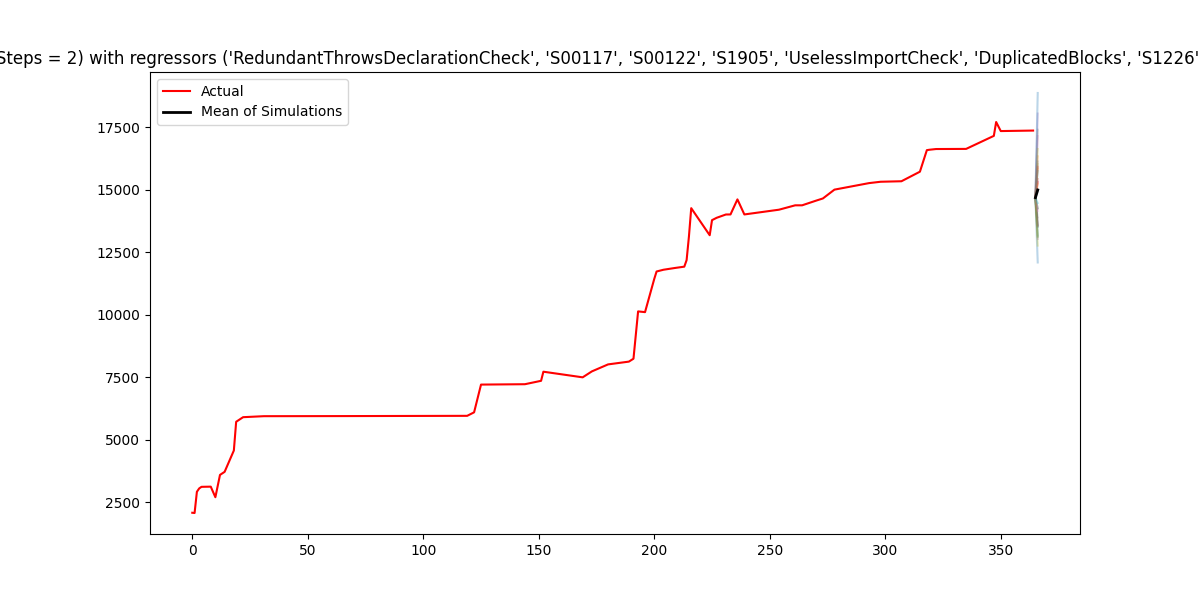 Steps = 2) with regressors ('RedundantThrowsDeclarationCheck', 'S00117', 'S00122', 'S1905', 'UselessImportCheck', 'DuplicatedBlocks', 'S1226'
Actual
Mean of Simulations
17500
15000
12500
10000
7500
5000
2500
0 50 100 150 200 250 300 350